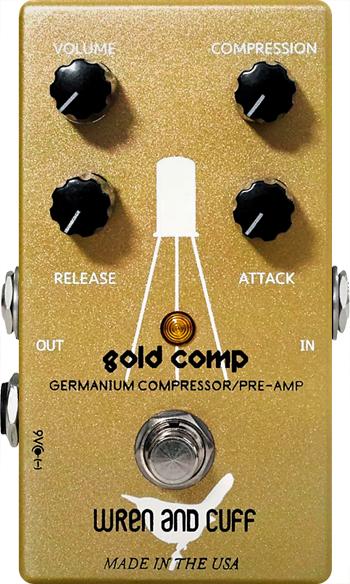 VOLUME COMPRESSION
RELEASE ATTACK
OUT IN
gold comp
GERMANIUM COMPRESSOR/PRE-AMP
9V(-)
WREN AND CUFF
MADE IN THE USA